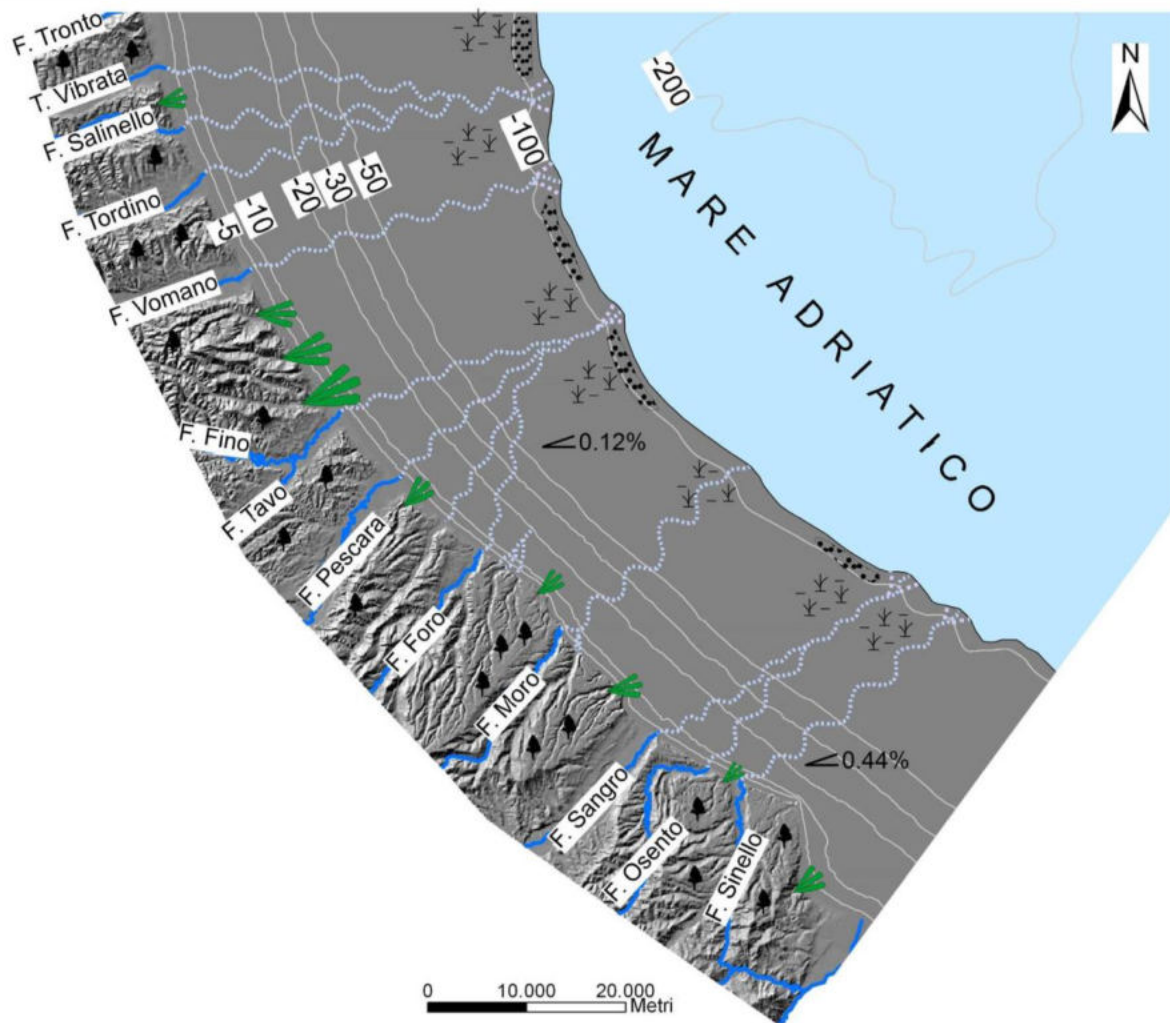 F. Tronto
T. Vibrata
F. Salinello
F. Tordino
F. Vomano
F. Fino
F. Tavo
F. Pescara
F. Foro
F. Moro
F. Sangro
F. Osento
F. Sinello
-5
-10
-20
-30
-50
-100
-200
N
MARE ADRIATICO
0.12%
0.44%
0 10.000 20.000
Metri